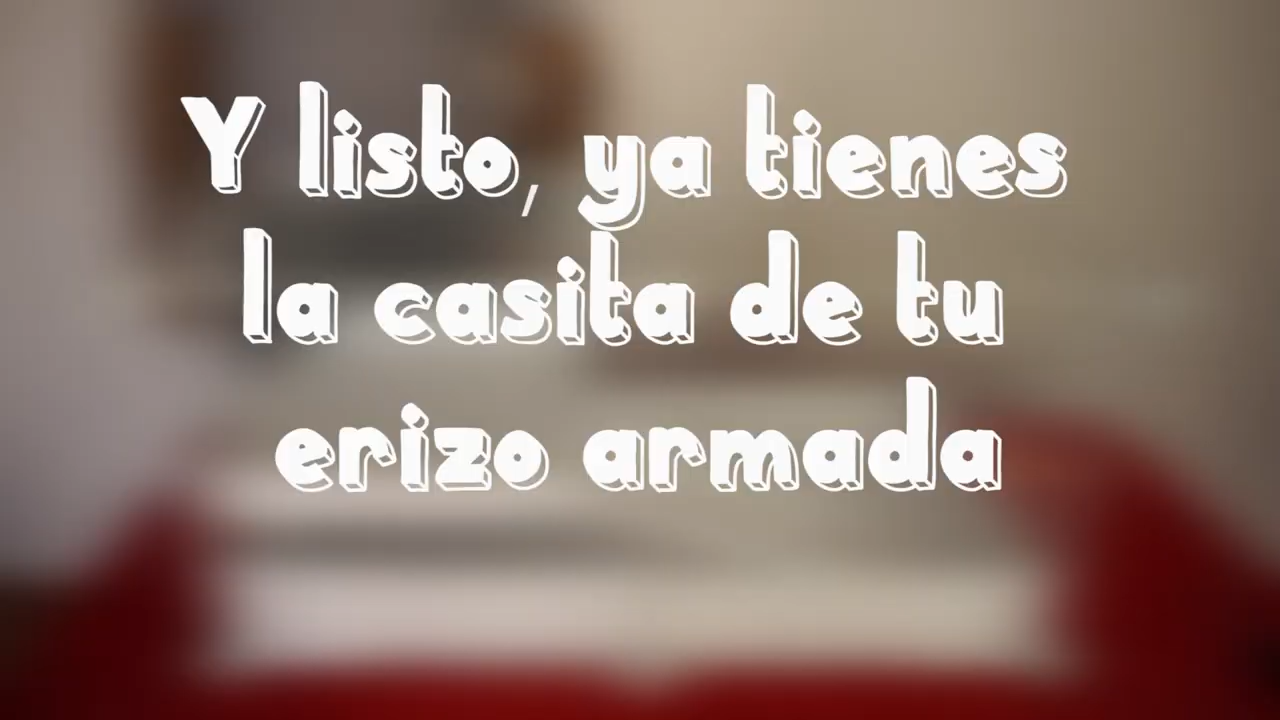 Y listo, ya tienes
la casita de tu
erizo armada